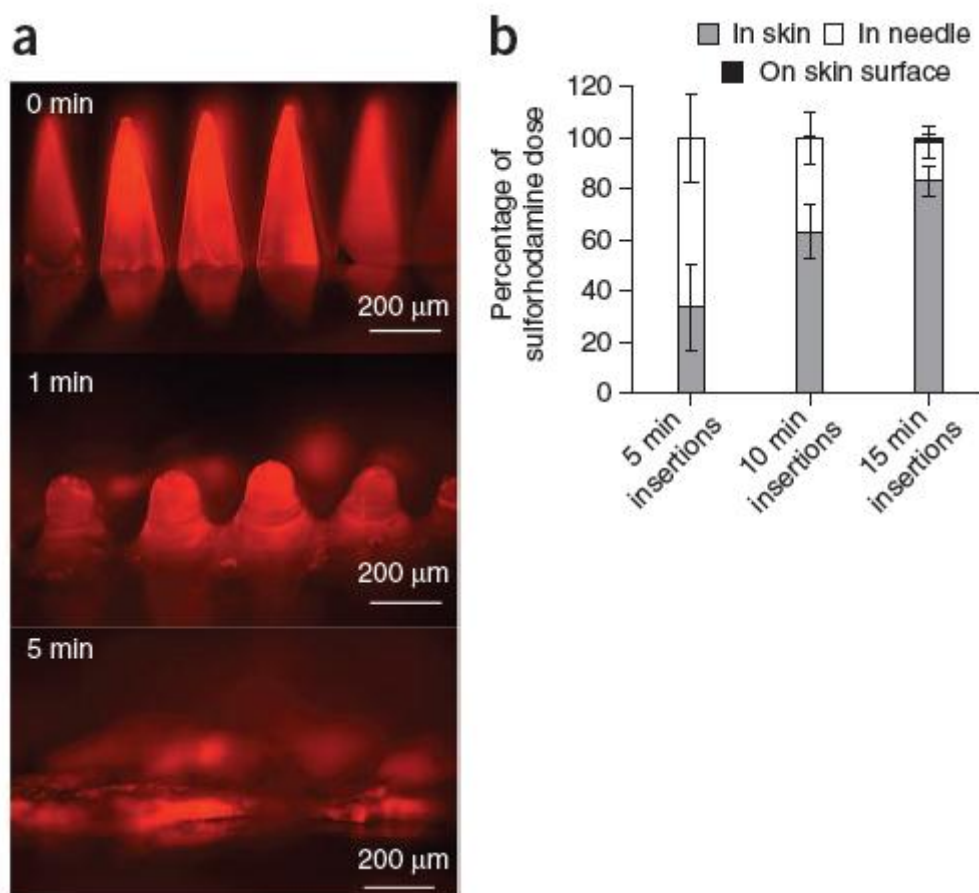 a
0 min
200 μm
1 min
200 μm
5 min
200 μm
b
In skin In needle
On skin surface
Percentage of
sulforhodamine dose
120
100
80
60
40
20
0
5 min
insertions
10 min
insertions
15 min
insertions